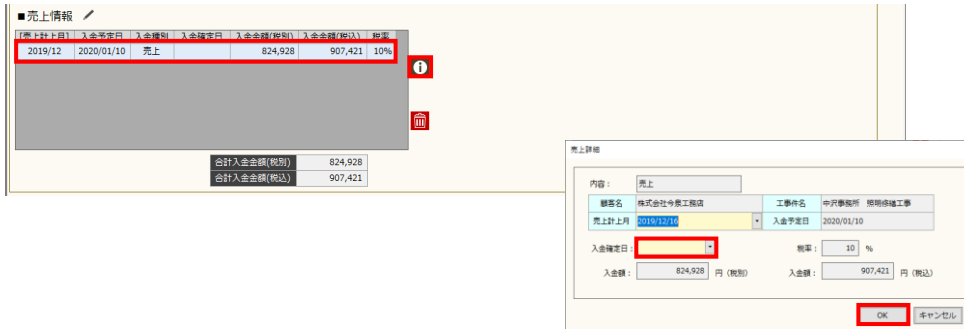 ■売上情報
[売上計上月] 入金予定日 入金種別 入金確定日 入金金額(税別) 入金金額(税込) 税率
2019/12 2020/01/10 売上 824,928 907,421 10%
合計入金金額(税別) 824,928
合計入金金額(税込) 907,421
売上詳細
内容： 売上
顧客名 株式会社今泉工務店 工事件名 中沢事務所 照明修繕工事
売上計上月 2019/12/16 入金予定日 2020/01/10
入金確定日： 税率： 10 %
入金額： 824,928 円（税別） 入金額： 907,421 円（税込）
OK キャンセル